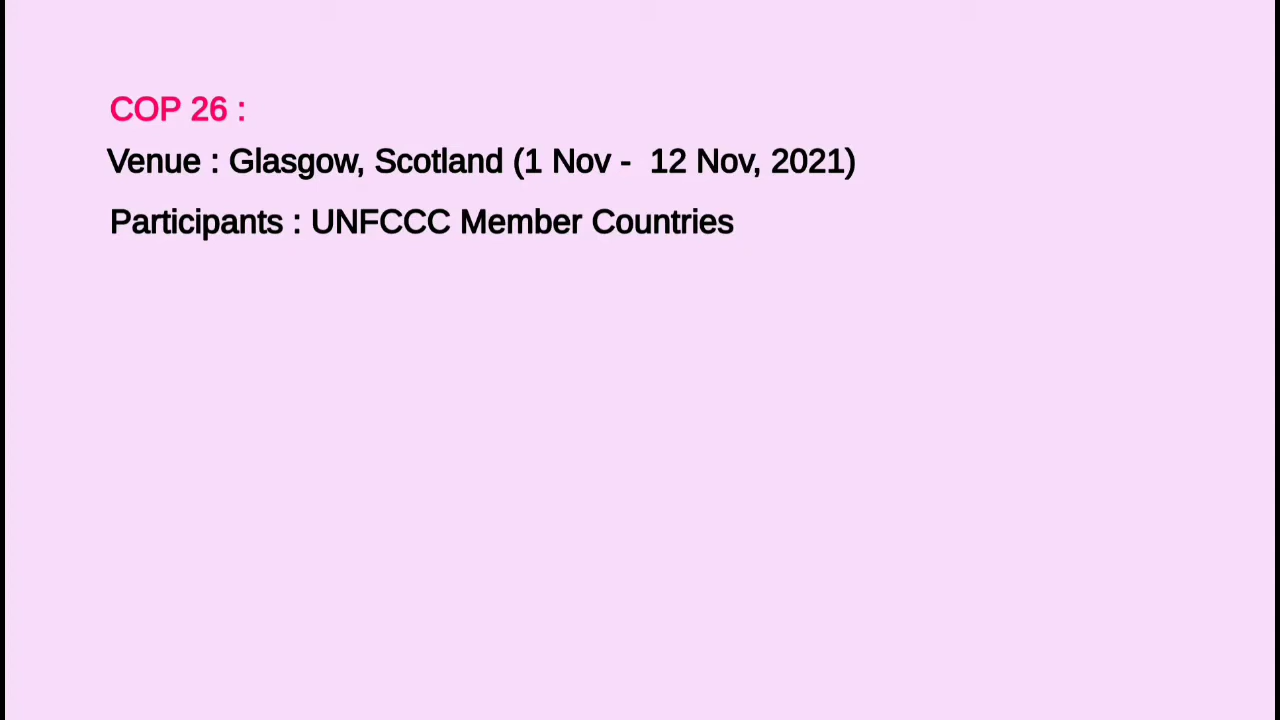 COP 26 :
Venue : Glasgow, Scotland (1 Nov -  12 Nov, 2021)
Participants : UNFCCC Member Countries